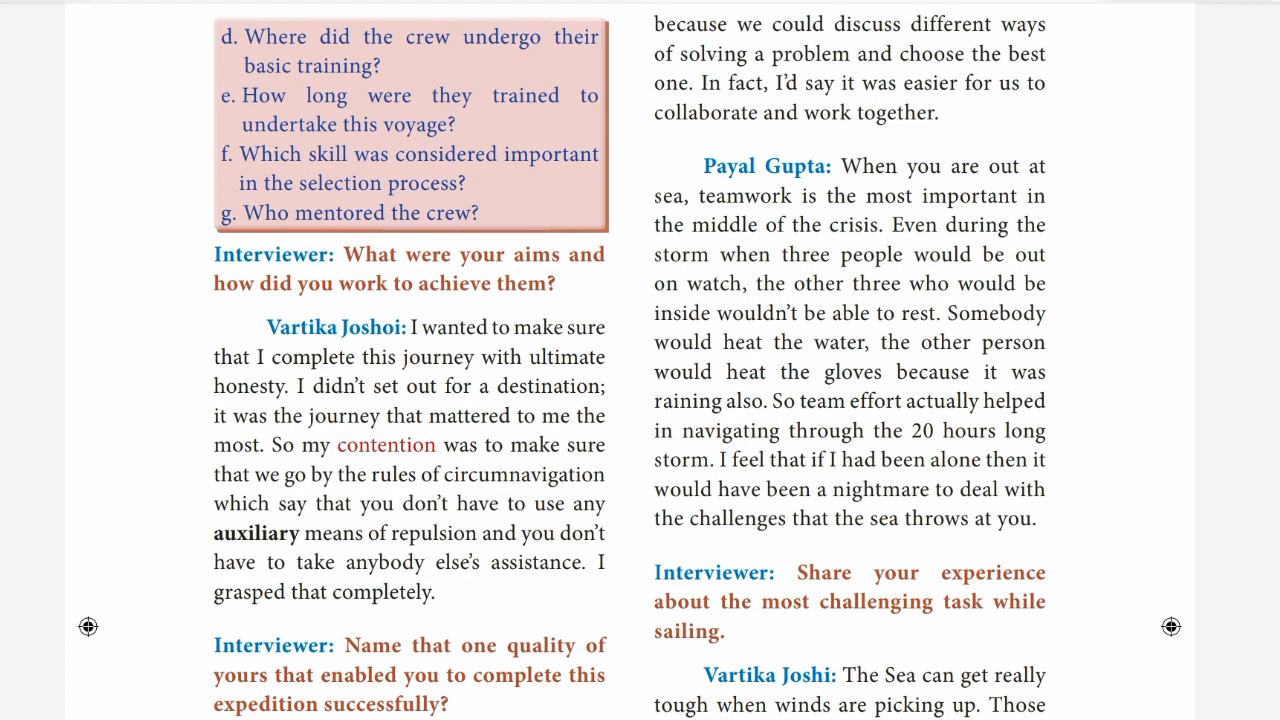 d. Where did the crew undergo their
basic training?
e. How long were they trained to
undertake this voyage?
f. Which skill was considered important
in the selection process?
g. Who mentored the crew?
Interviewer: What were your aims and
how did you work to achieve them?
Vartika Joshoi: I wanted to make sure
that I complete this journey with ultimate
honesty. I didn’t set out for a destination;
it was the journey that mattered to me the
most. So my contention was to make sure
that we go by the rules of circumnavigation
which say that you don’t have to use any
auxiliary means of repulsion and you don’t
have to take anybody else’s assistance. I
grasped that completely.
Interviewer: Name that one quality of
yours that enabled you to complete this
expedition successfully?
because we could discuss different ways
of solving a problem and choose the best
one. In fact, I’d say it was easier for us to
collaborate and work together.
Payal Gupta: When you are out at
sea, teamwork is the most important in
the middle of the crisis. Even during the
storm when three people would be out
on watch, the other three who would be
inside wouldn’t be able to rest. Somebody
would heat the water, the other person
would heat the gloves because it was
raining also. So team effort actually helped
in navigating through the 20 hours long
storm. I feel that if I had been alone then it
would have been a nightmare to deal with
the challenges that the sea throws at you.
Interviewer: Share your experience
about the most challenging task while
sailing.
Vartika Joshi: The Sea can get really
tough when winds are picking up. Those